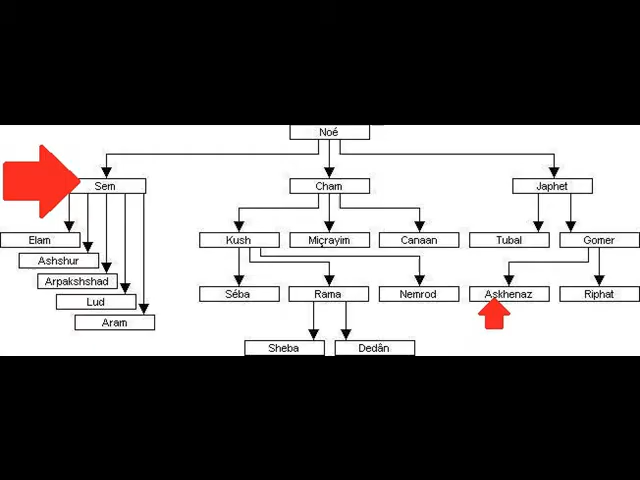 Noé
Sem
Cham
Japhet
Elam
Kush
Miçrayim
Canaan
Tubal
Gomer
Ashshur
Arpakshshad
Lud
Aram
Séba
Rama
Nemrod
Askhenaz
Riphat
Sheba
Dedân